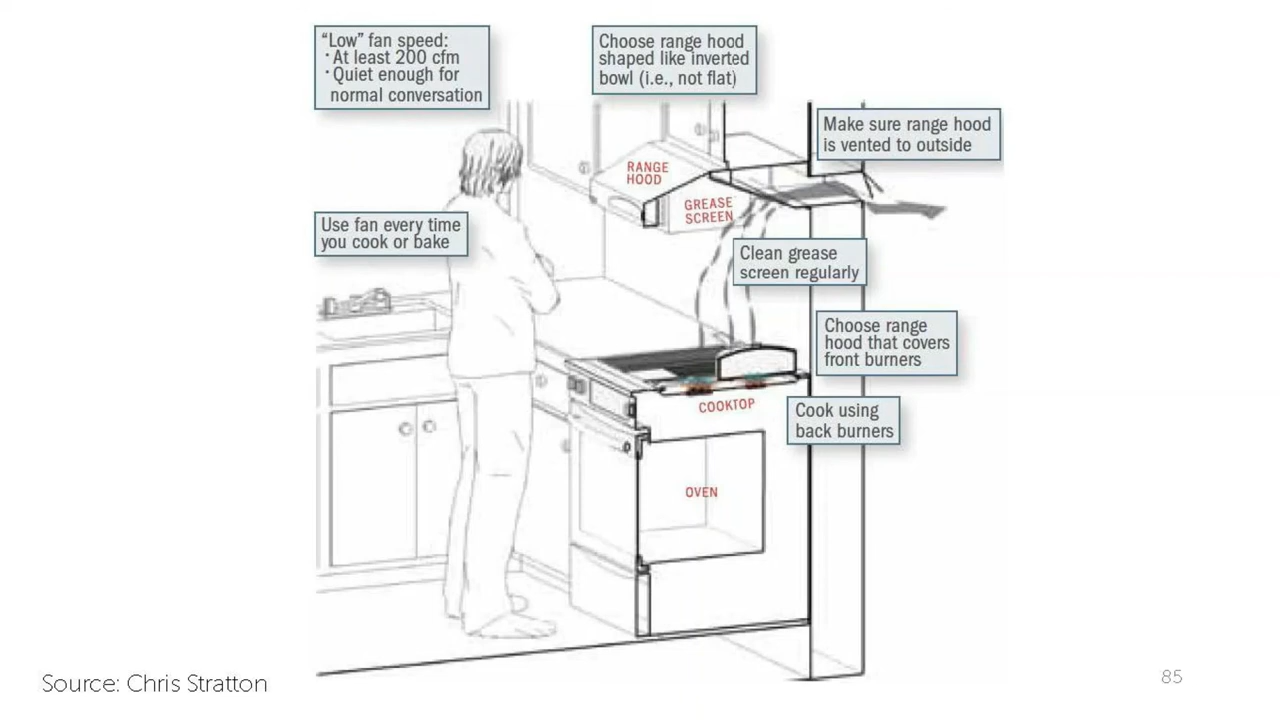 “Low” fan speed:
· At least 200 cfm
· Quiet enough for
normal conversation
Choose range hood
shaped like inverted
bowl (i.e., not flat)
Make sure range hood
is vented to outside
RANGE
HOOD
GREASE
SCREEN
Use fan every time
you cook or bake
Clean grease
screen regularly
Choose range
hood that covers
front burners
COOKTOP
Cook using
back burners
OVEN
Source: Chris Stratton
85